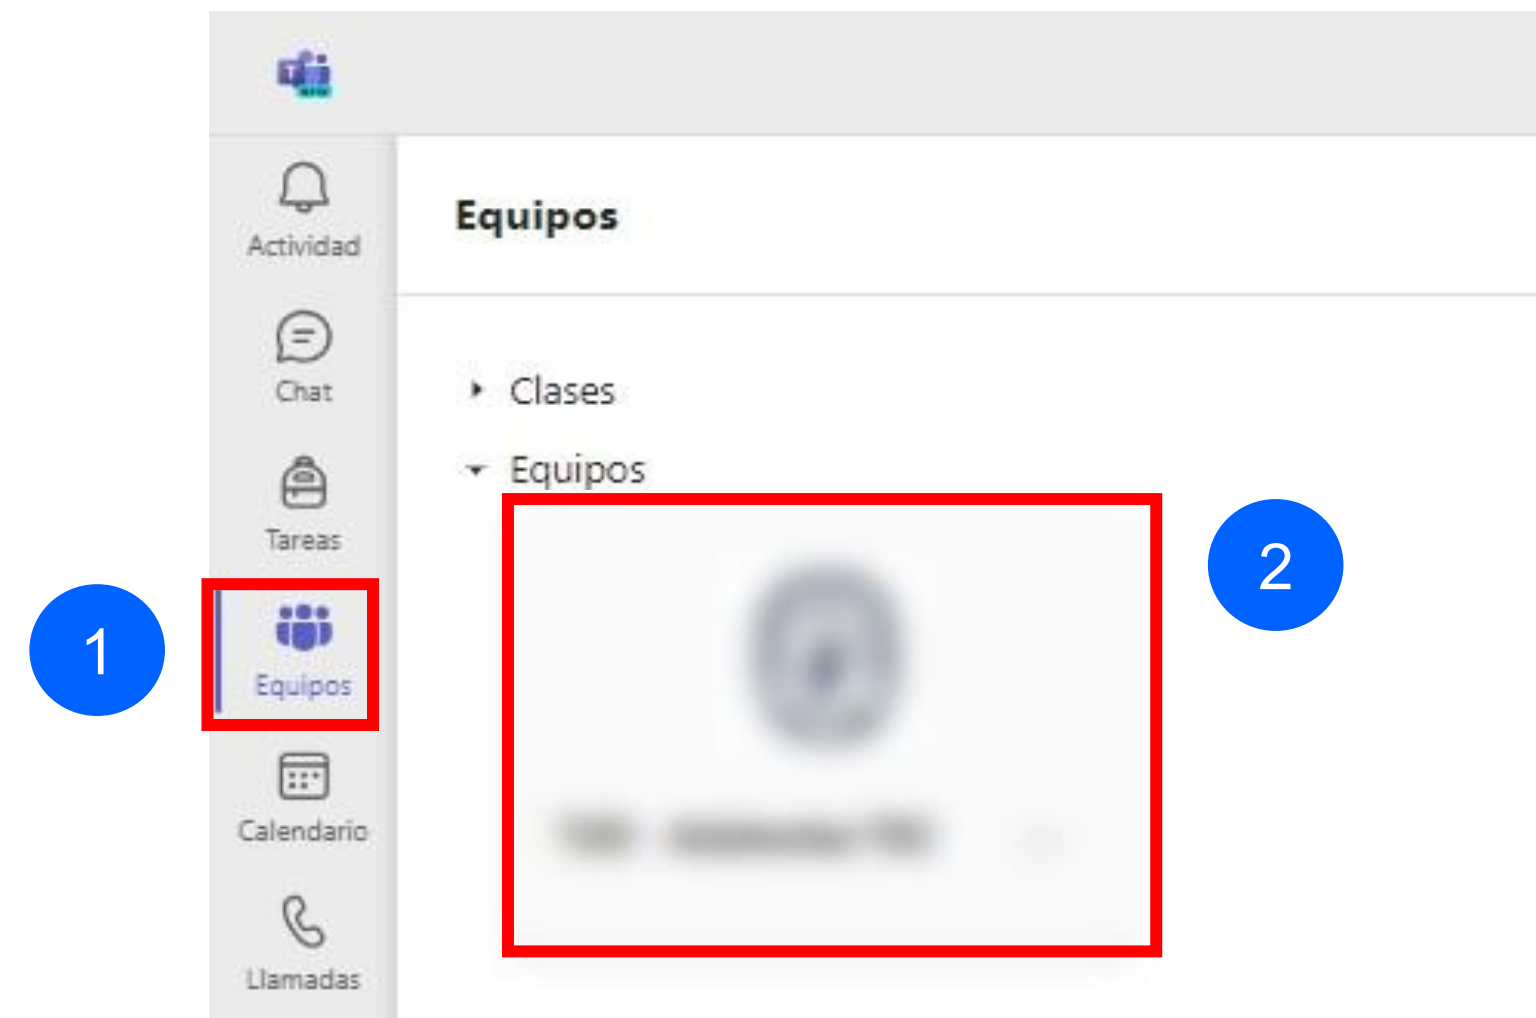 Actividad
Chat
Tareas
1
Equipos
Calendario
Llamadas
Equipos
Clases
Equipos
2